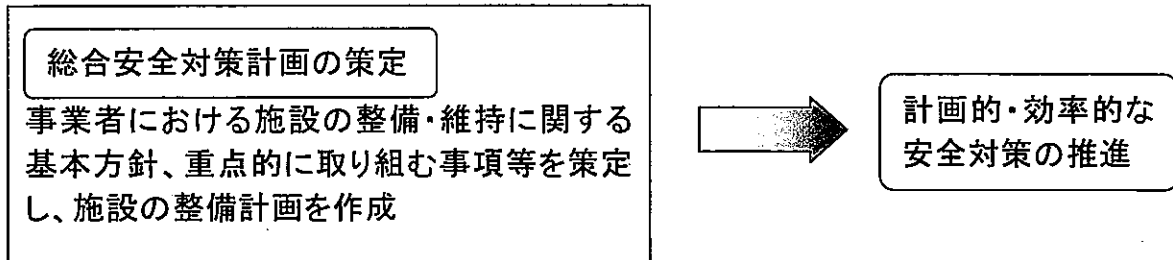 総合安全対策計画の策定
事業者における施設の整備・維持に関する
基本方針、重点的に取り組む事項等を策定
し、施設の整備計画を作成
計画的・効率的な
安全対策の推進